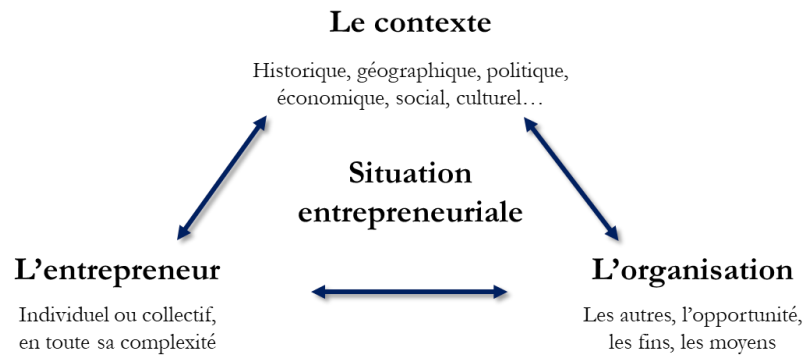 Le contexte
Historique, géographique, politique,
économique, social, culturel…
Situation
entrepreneuriale
L’entrepreneur
Individuel ou collectif,
en toute sa complexité
L’organisation
Les autres, l’opportunité,
les fins, les moyens